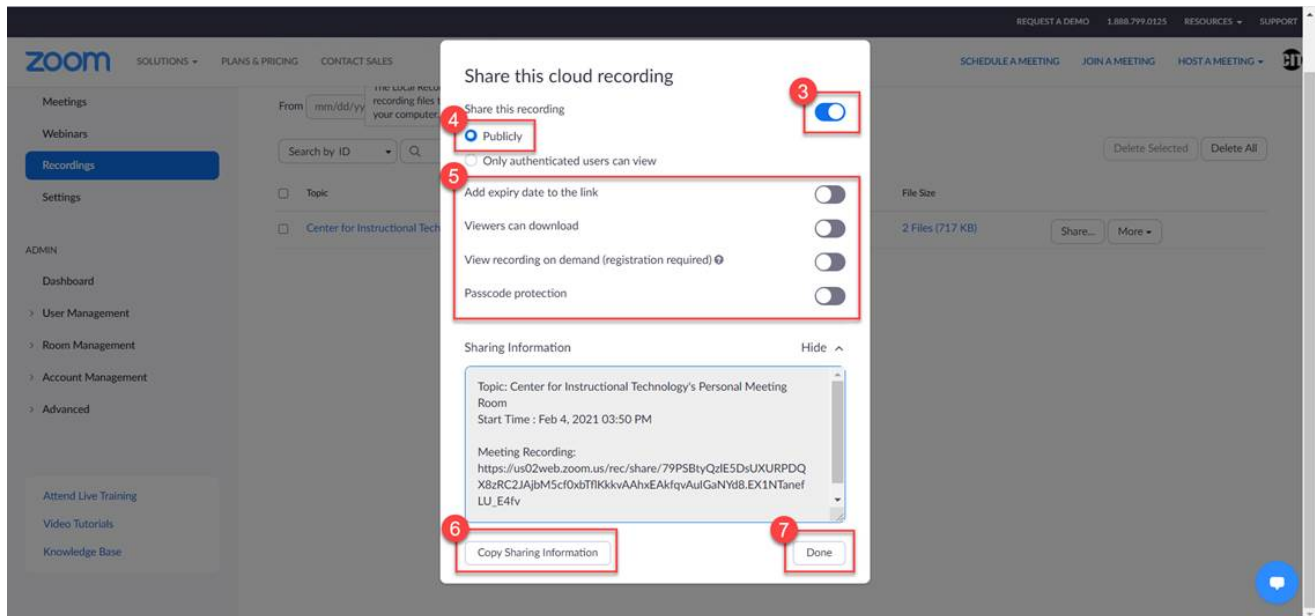 REQUEST A DEMO 1.888.799.0125 RESOURCES SUPPORT
zoom SOLUTIONS PLANS & PRICING CONTACT SALES SCHEDULE A MEETING JOIN A MEETING HOST A MEETING
Meetings
Webinars
Recordings
Settings
ADMIN
Dashboard
User Management
Room Management
Account Management
Advanced
Attend Live Training
Video Tutorials
Knowledge Base
The Local Reco
recording files t
your computer.
From mm/dd/yy
Search by ID
Delete Selected Delete All
Topic File Size
Center for Instructional Tech 2 Files (717 KB) Share... More
Share this cloud recording
3
Share this recording
4
Publicly
Only authenticated users can view
5
Add expiry date to the link
Viewers can download
View recording on demand (registration required)
Passcode protection
Sharing Information Hide
Topic: Center for Instructional Technology's Personal Meeting
Room
Start Time : Feb 4, 2021 03:50 PM
Meeting Recording:
https://us02web.zoom.us/rec/share/79PSBtyQzlE5DsUXURPDQ
X8zRC2JAjbM5cf0xbTflKkkvAAhxEAkfqvAulGaNYd8.EX1NTanef
LU_E4fv
6
Copy Sharing Information
7
Done